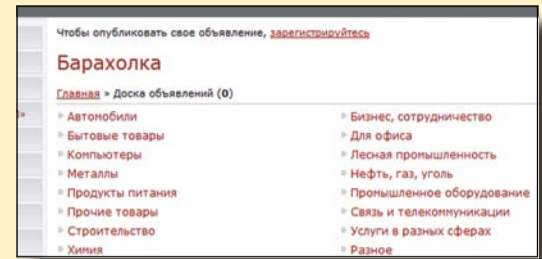 Чтобы опубликовать свое объявление, зарегистрируйтесь
Барахолка
Главная » Доска объявлений (0)
Автомобили
Бытовые товары
Компьютеры
Металлы
Продукты питания
Прочие товары
Строительство
Химия
Бизнес, сотрудничество
Для офиса
Лесная промышленность
Нефть, газ, уголь
Промышленное оборудование
Связь и телекоммуникации
Услуги в разных сферах
Разное